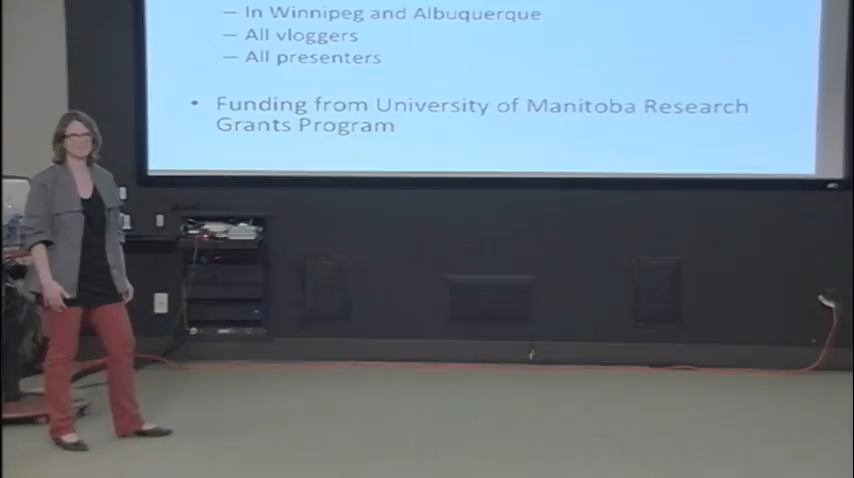 – In Winnipeg and Albuquerque
– All vloggers
– All presenters
• Funding from University of Manitoba Research
Grants Program